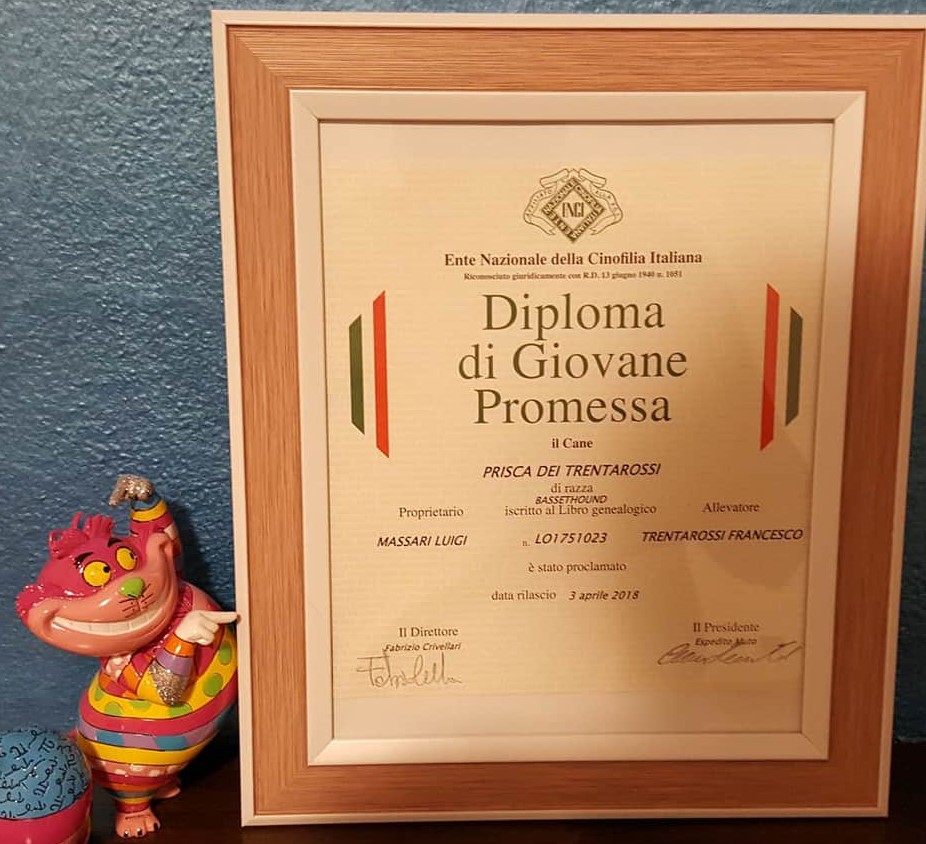 ENCI
Ente Nazionale della Cinofilia Italiana
Riconosciuto giuridicamente con R.D. 13 giugno 1940 n. 1051
Diploma
di Giovane
Promessa
il Cane
PRISCA DEI TRENTAROSSI
di razza
BASSETHOUND
Proprietario iscritto al Libro genealogico Allevatore
MASSARI LUIGI n. LO1751023 TRENTAROSSI FRANCESCO
è stato proclamato
data rilascio 3 aprile 2018
Il Direttore Il Presidente
Fabrizio Crivellari Espedito Muto